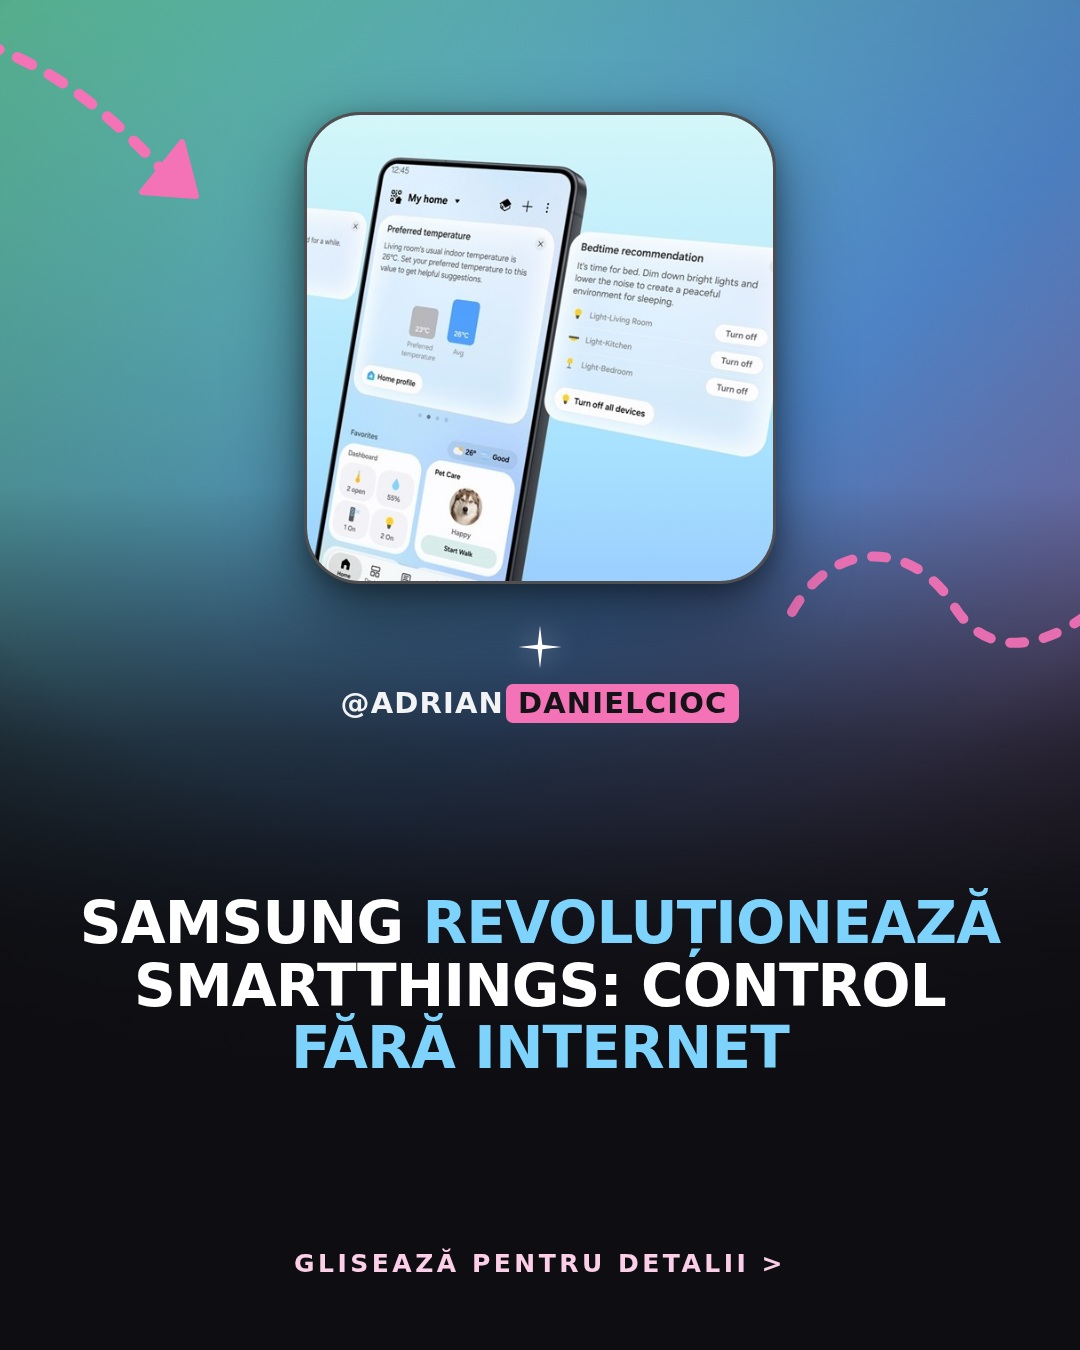 12:45
My home
Preferred temperature
Living room's usual indoor temperature is
26°C. Set your preferred temperature to this
value to get helpful suggestions.
23°C
26°C
Preferred
temperature
Avg
Home profile
d for a while.
Bedtime recommendation
It's time for bed. Dim down bright lights and
lower the noise to create a peaceful
environment for sleeping.
Light-Living Room
Turn off
Light-Kitchen
Turn off
Light-Bedroom
Turn off
Turn off all devices
Favorites
26° Good
Dashboard
2 open
55%
1 On
2 On
Pet Care
Happy
Start Walk
Home
@ADRIANDANIELCIOC
SAMSUNG REVOLUȚIONEAZĂ
SMARTTHINGS: CONTROL
FĂRĂ INTERNET
GLISEAZĂ PENTRU DETALII >